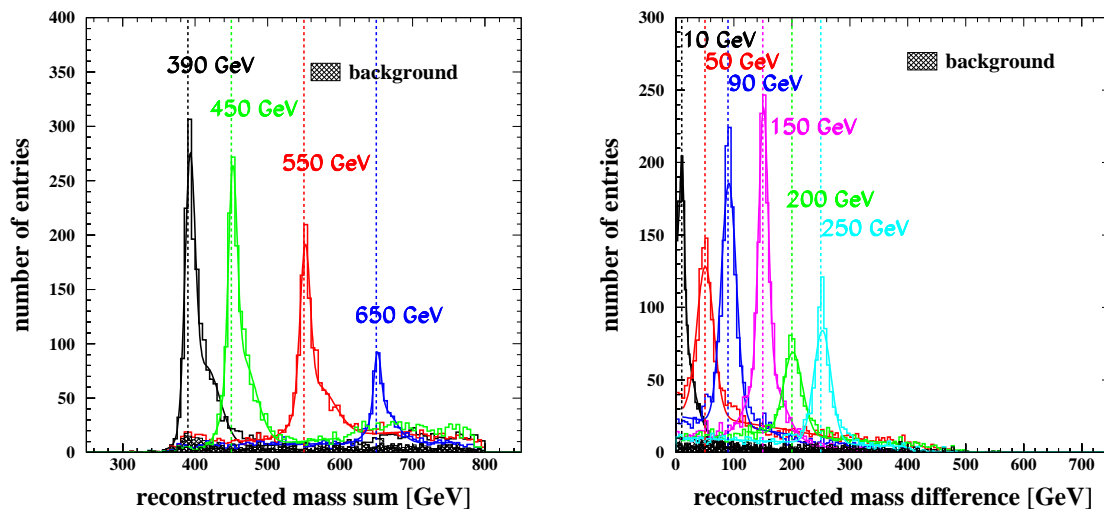 400
350
300
250
200
150
100
50
0
number of entries
390 GeV
450 GeV
550 GeV
650 GeV
background
300 400 500 600 700 800
reconstructed mass sum [GeV]
300
250
200
150
100
50
0
number of entries
10 GeV
50 GeV
90 GeV
150 GeV
200 GeV
250 GeV
background
0 100 200 300 400 500 600 700
reconstructed mass difference [GeV]